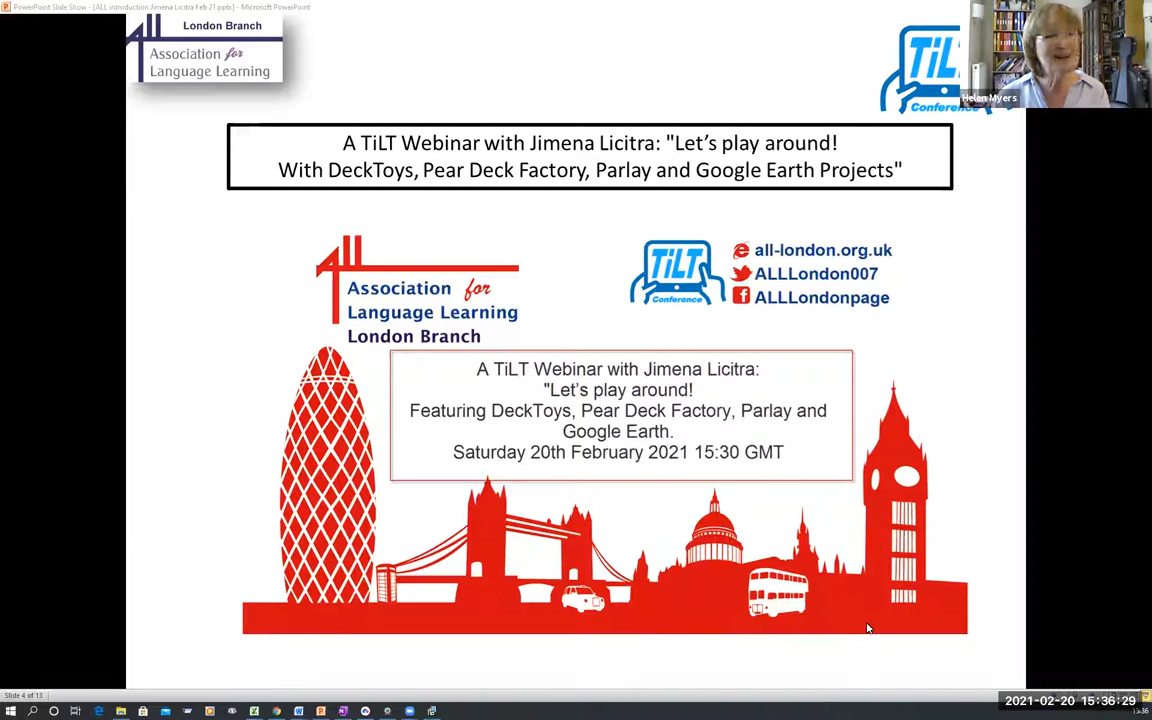 PowerPoint Slide Show - [ALL introduction Jimena Licitra Feb 21.pptx] - Microsoft PowerPoint
London Branch
Association for
Language Learning
TiLT
Conference
Helen Myers
A TiLT Webinar with Jimena Licitra: "Let's play around!
With DeckToys, Pear Deck Factory, Parlay and Google Earth Projects"
Association for
Language Learning
London Branch
TiLT
Conference
all-london.org.uk
ALLLondon007
ALLLondonpage
A TiLT Webinar with Jimena Licitra:
"Let's play around!
Featuring DeckToys, Pear Deck Factory, Parlay and
Google Earth.
Saturday 20th February 2021 15:30 GMT
Slide 4 of 13
2021-02-20 15:36:29
15:36